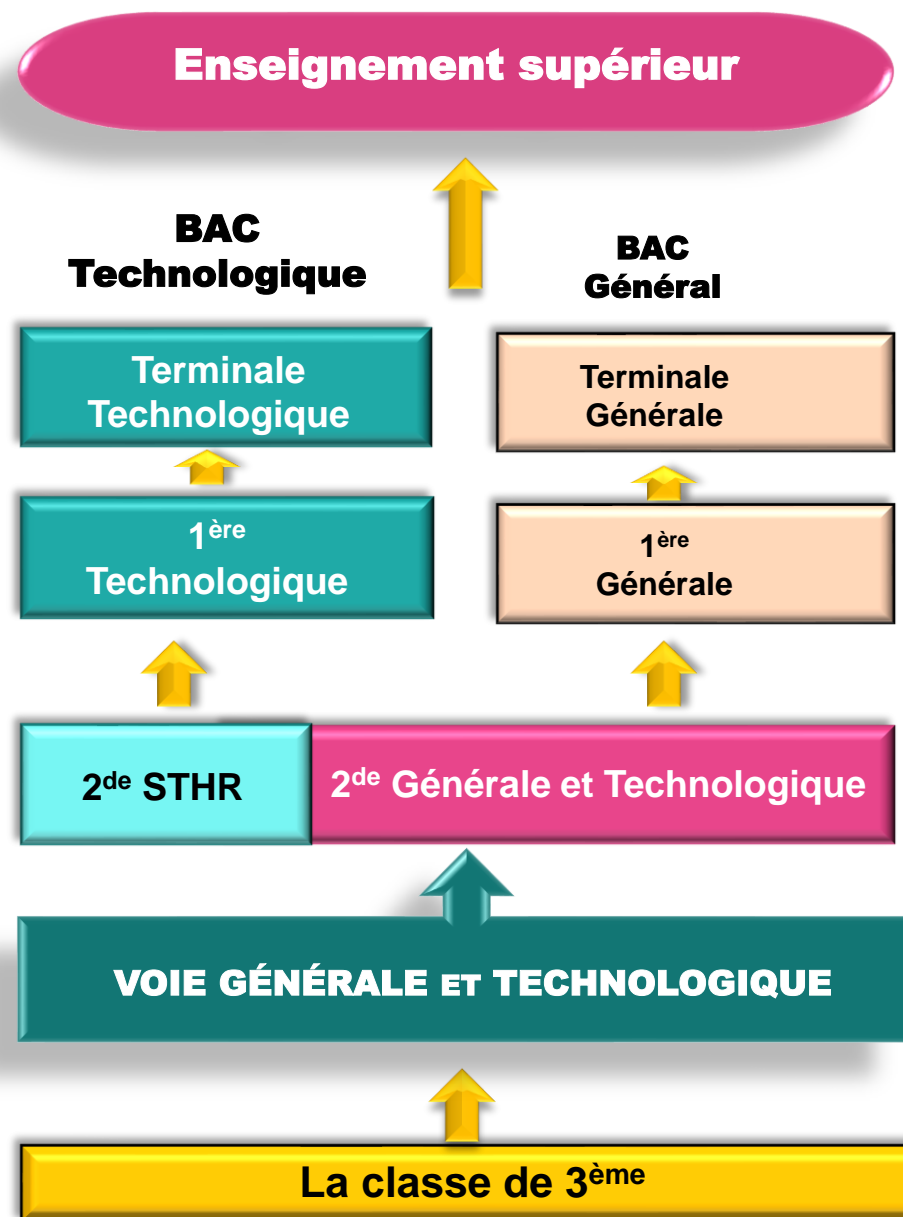 Enseignement supérieur
BAC
Technologique
BAC
Général
Terminale
Technologique
Terminale
Générale
1ère
Technologique
1ère
Générale
2de STHR
2de Générale et Technologique
VOIE GÉNÉRALE ET TECHNOLOGIQUE
La classe de 3ème